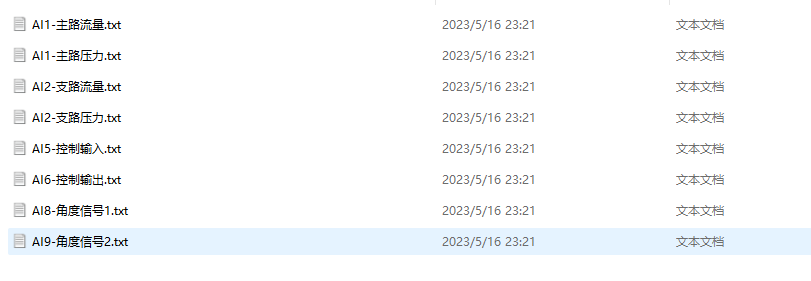 AI1-主路流量.txt 2023/5/16 23:21 文本文档
AI1-主路压力.txt 2023/5/16 23:21 文本文档
AI2-支路流量.txt 2023/5/16 23:21 文本文档
AI2-支路压力.txt 2023/5/16 23:21 文本文档
AI5-控制输入.txt 2023/5/16 23:21 文本文档
AI6-控制输出.txt 2023/5/16 23:21 文本文档
AI8-角度信号1.txt 2023/5/16 23:21 文本文档
AI9-角度信号2.txt 2023/5/16 23:21 文本文档